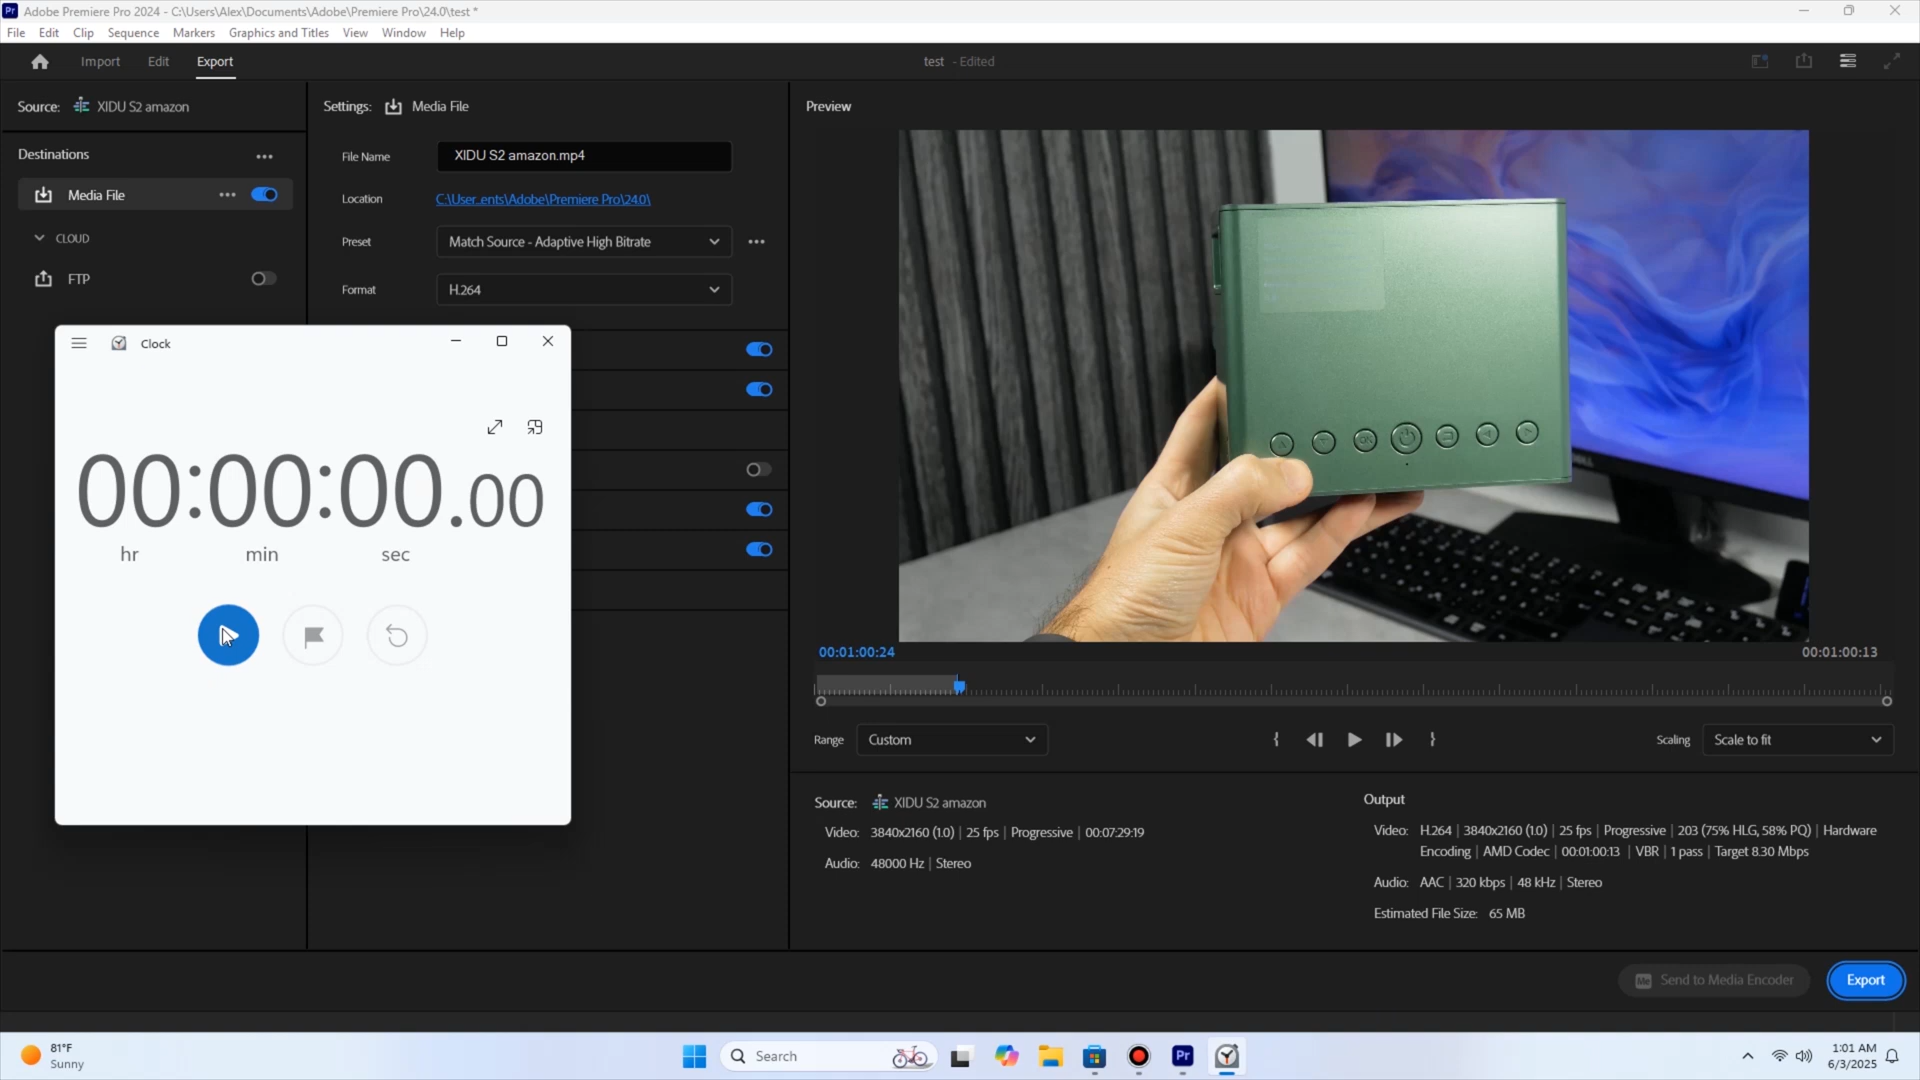 Pr Adobe Premiere Pro 2024 - C:\Users\Alex\Documents\Adobe\Premiere Pro\24.0\test *
File Edit Clip Sequence Markers Graphics and Titles View Window Help
Import Edit Export
test - Edited
Source: XIDU S2 amazon
Settings: Media File
Preview
Destinations
File Name XIDU S2 amazon.mp4
Media File
Location C:\User..ents\Adobe\Premiere Pro\24.0\
CLOUD
Preset Match Source - Adaptive High Bitrate
FTP
Format H.264
Clock
00:00:00.00
hr min sec
OK
DELL
00:01:00:24
00:01:00:13
Range Custom
Scaling Scale to fit
Source: XIDU S2 amazon
Video: 3840x2160 (1.0) | 25 fps | Progressive | 00:07:29:19
Audio: 48000 Hz | Stereo
Output
Video: H.264 | 3840x2160 (1.0) | 25 fps | Progressive | 203 (75% HLG, 58% PQ) | Hardware
Encoding | AMD Codec | 00:01:00:13 | VBR | 1 pass | Target 8.30 Mbps
Audio: AAC | 320 kbps | 48 kHz | Stereo
Estimated File Size: 65 MB
Me Send to Media Encoder
Export
81°F
Sunny
Search
Pr
1:01 AM
6/3/2025